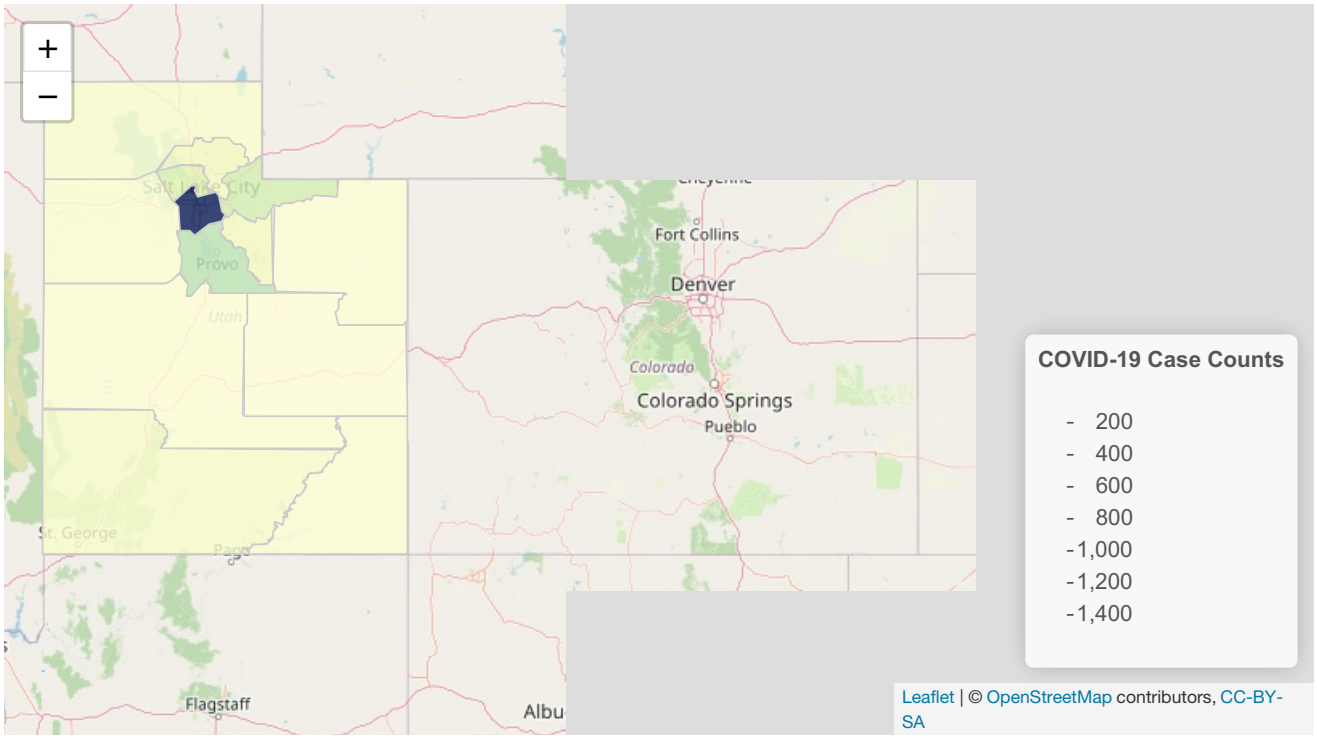 +
−
Salt Lake City
Provo
Utah
St. George
Page
Flagstaff
Albu
Cheyenne
Fort Collins
Denver
Colorado
Colorado Springs
Pueblo
COVID-19 Case Counts
- 200
- 400
- 600
- 800
-1,000
-1,200
-1,400
Leaflet | © OpenStreetMap contributors, CC-BY-
SA